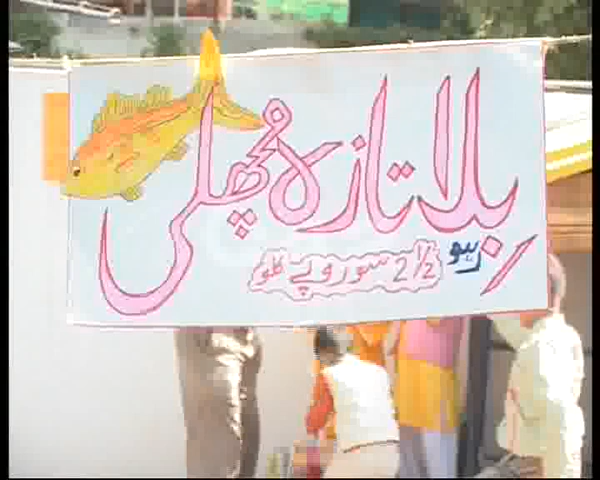 بلا تازہ مچھلی
رہو 2½ سو روپے کلو